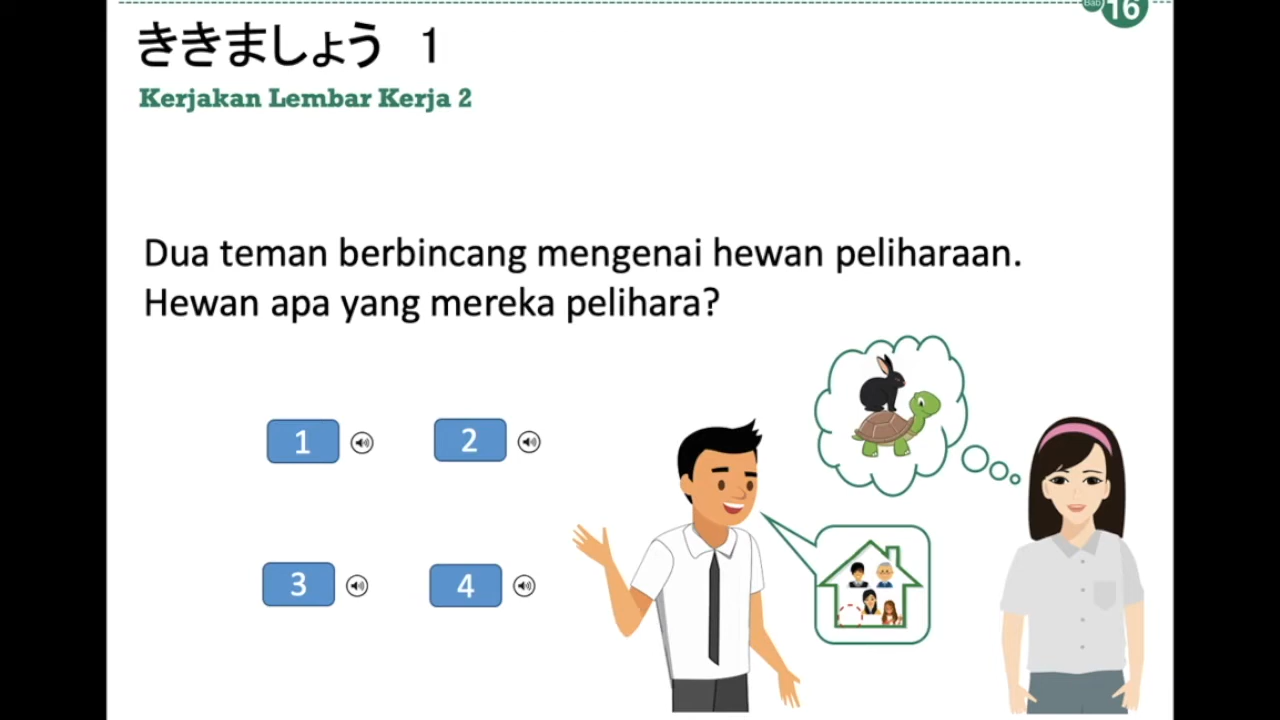 Bab 16
ききましょう 1
Kerjakan Lembar Kerja 2
Dua teman berbincang mengenai hewan peliharaan.
Hewan apa yang mereka pelihara?
1 2
3 4